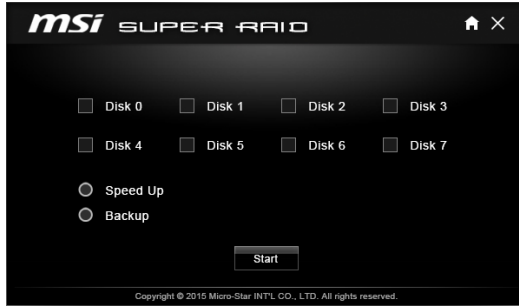 msi SUPER RAID
Disk 0 Disk 1 Disk 2 Disk 3
Disk 4 Disk 5 Disk 6 Disk 7
Speed Up
Backup
Start
Copyright © 2015 Micro-Star INT'L CO., LTD. All rights reserved.